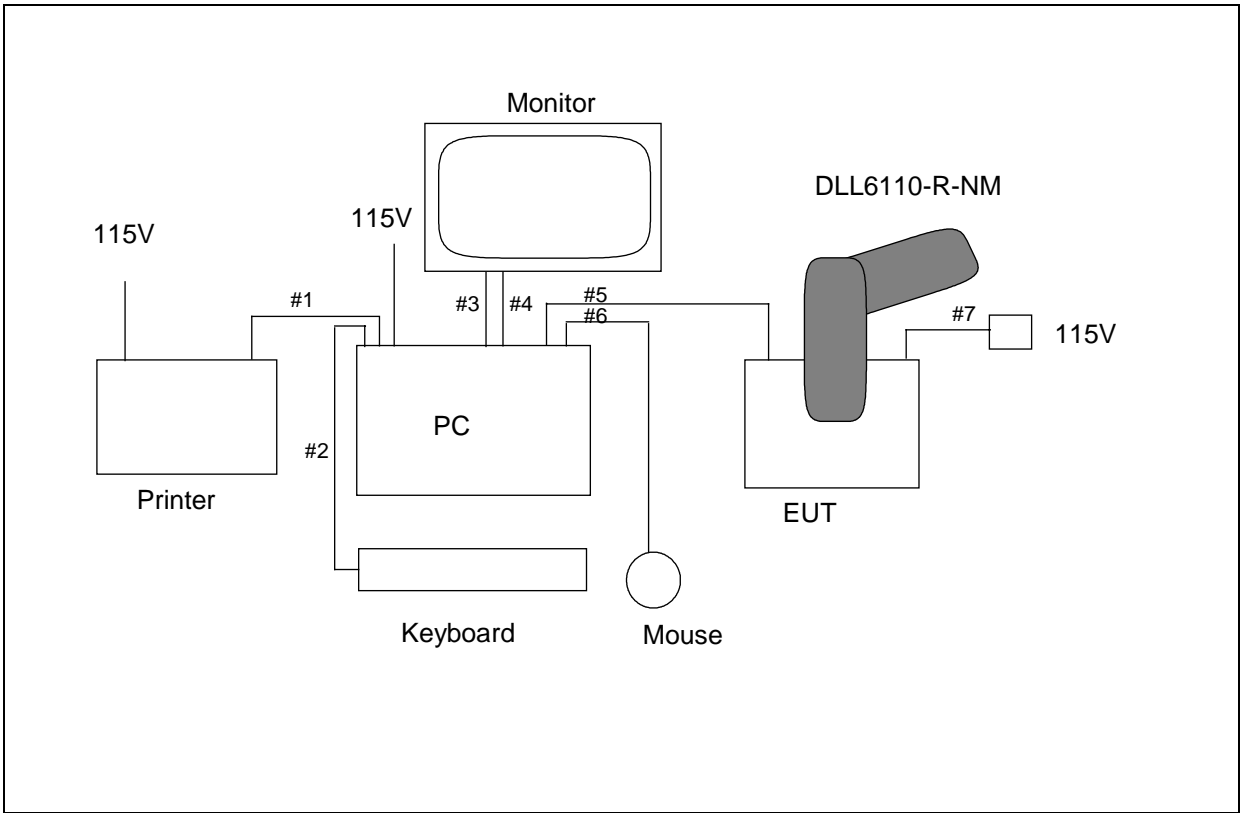 Monitor
DLL6110-R-NM
115V
115V
#1
#3
#4
#5
#6
#7
115V
#2
PC
Printer
EUT
Keyboard
Mouse